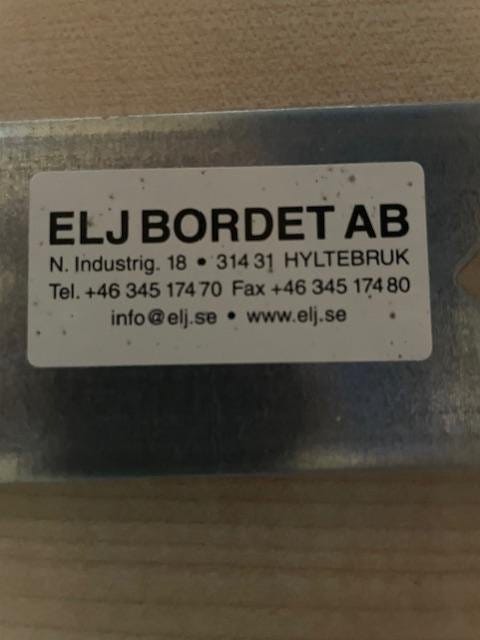 ELJ BORDET AB
N. Industrig. 18 • 314 31 HYLTEBRUK
Tel. +46 345 174 70 Fax +46 345 174 80
info@elj.se • www.elj.se